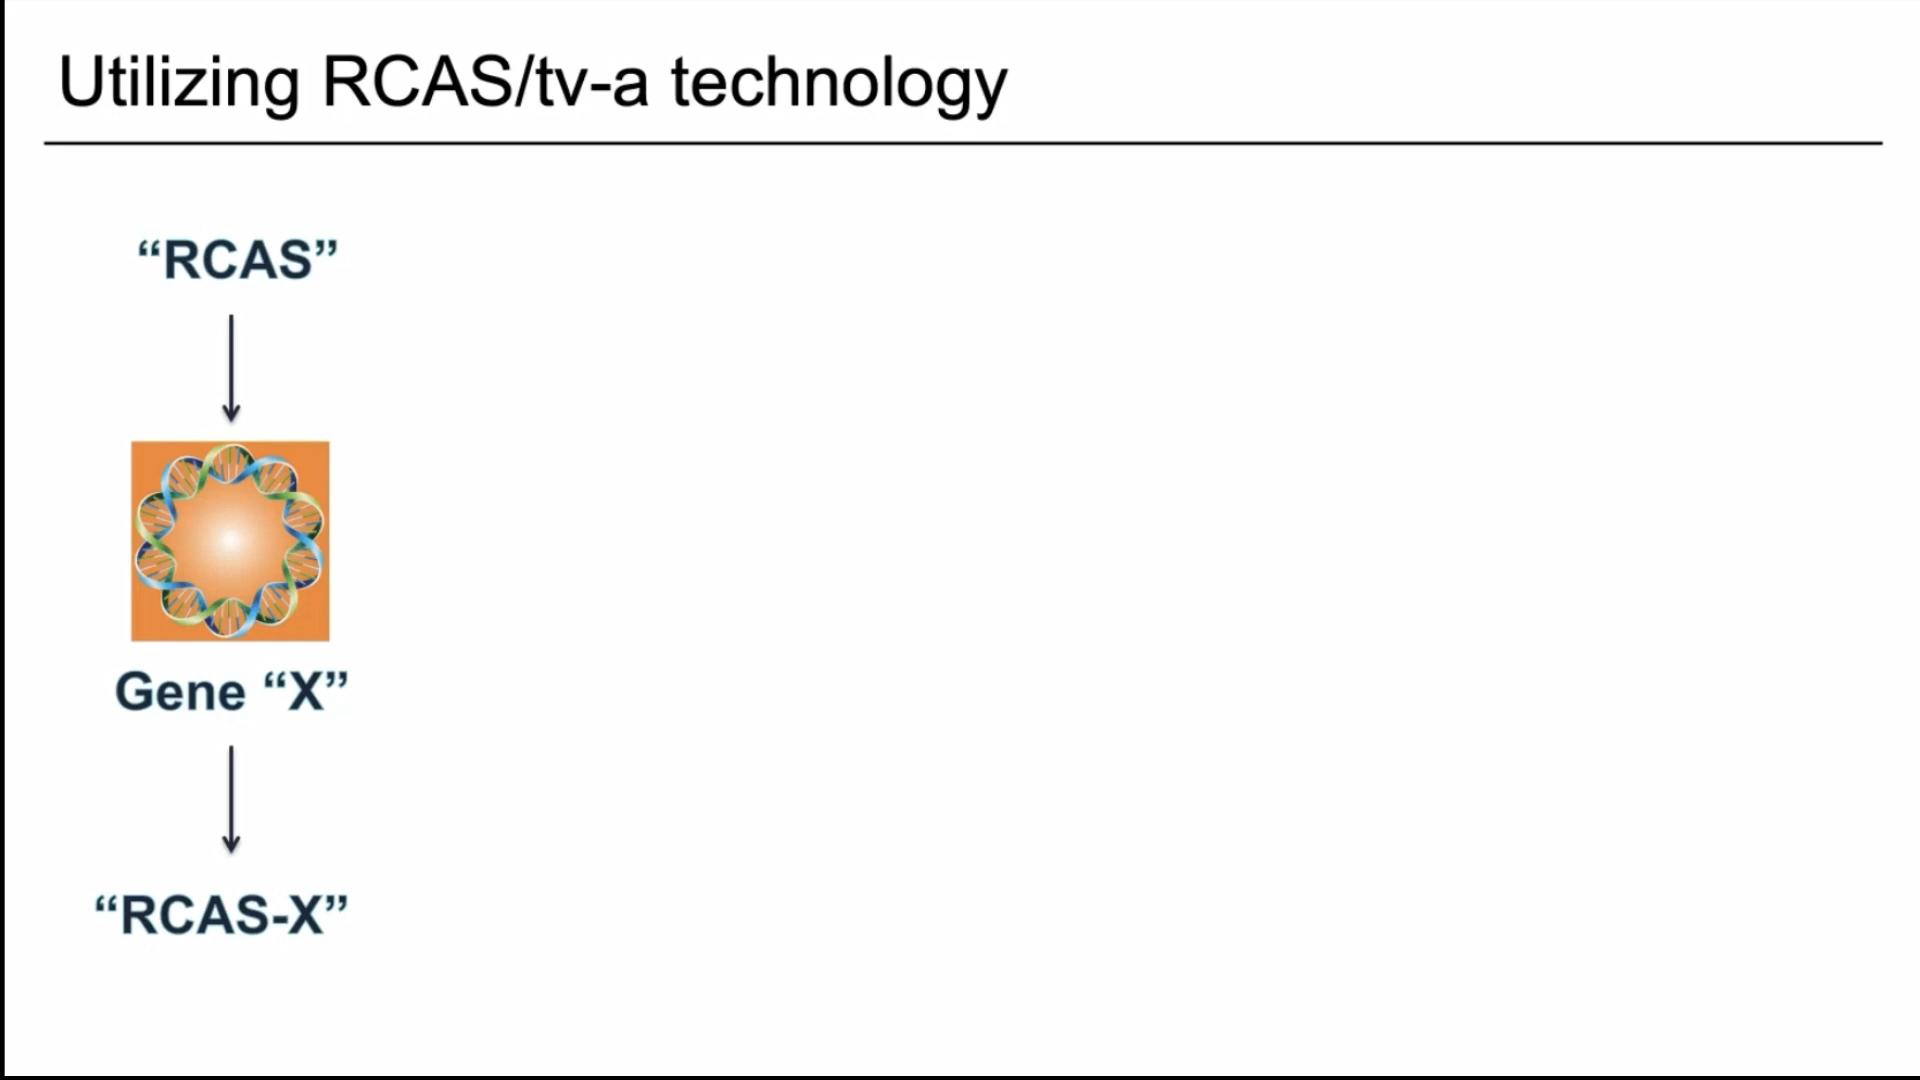 Utilizing RCAS/tv-a technology
“RCAS”
Gene “X”
“RCAS-X”